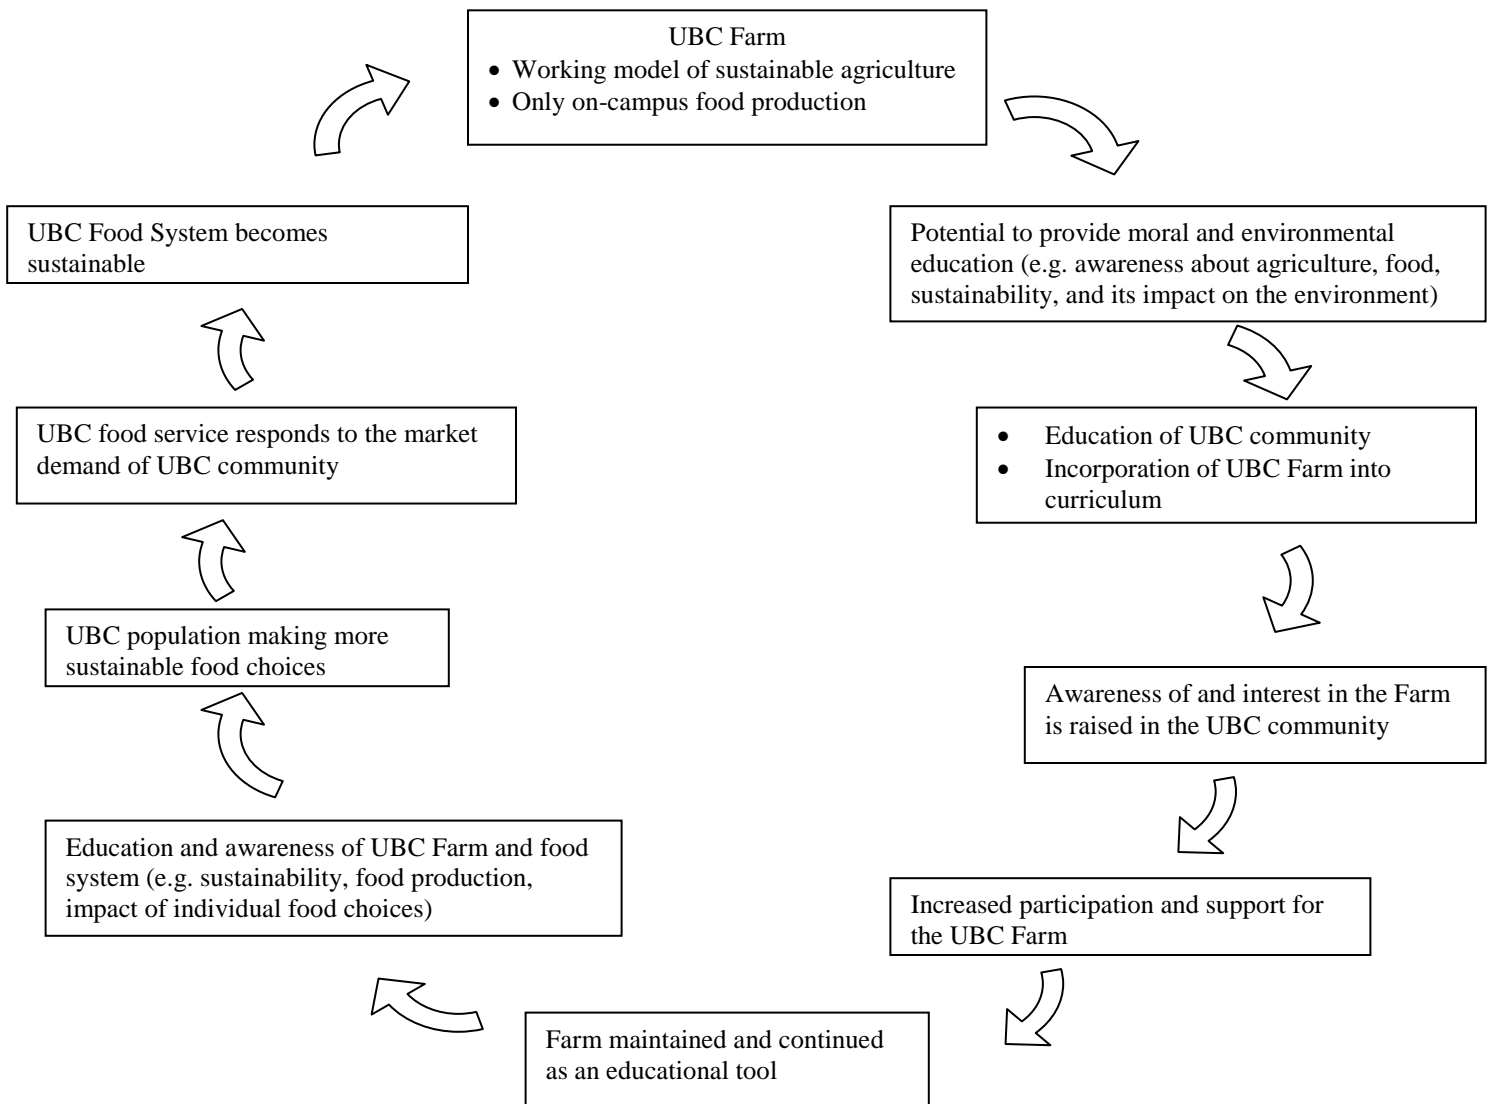 UBC Farm
• Working model of sustainable agriculture
• Only on-campus food production
Potential to provide moral and environmental
education (e.g. awareness about agriculture, food,
sustainability, and its impact on the environment)
• Education of UBC community
• Incorporation of UBC Farm into
curriculum
Awareness of and interest in the Farm
is raised in the UBC community
Increased participation and support for
the UBC Farm
Farm maintained and continued
as an educational tool
Education and awareness of UBC Farm and food
system (e.g. sustainability, food production,
impact of individual food choices)
UBC population making more
sustainable food choices
UBC food service responds to the market
demand of UBC community
UBC Food System becomes
sustainable